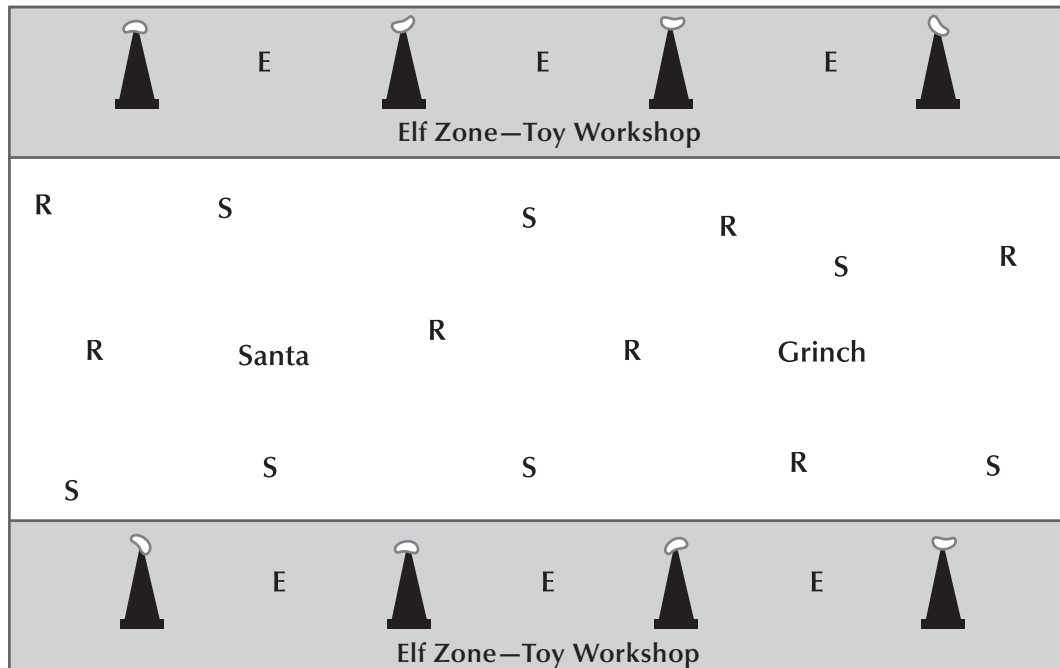 E E E
Elf Zone—Toy Workshop
R S S R
S R
R Santa R R Grinch
S S S R S
E E E
Elf Zone—Toy Workshop